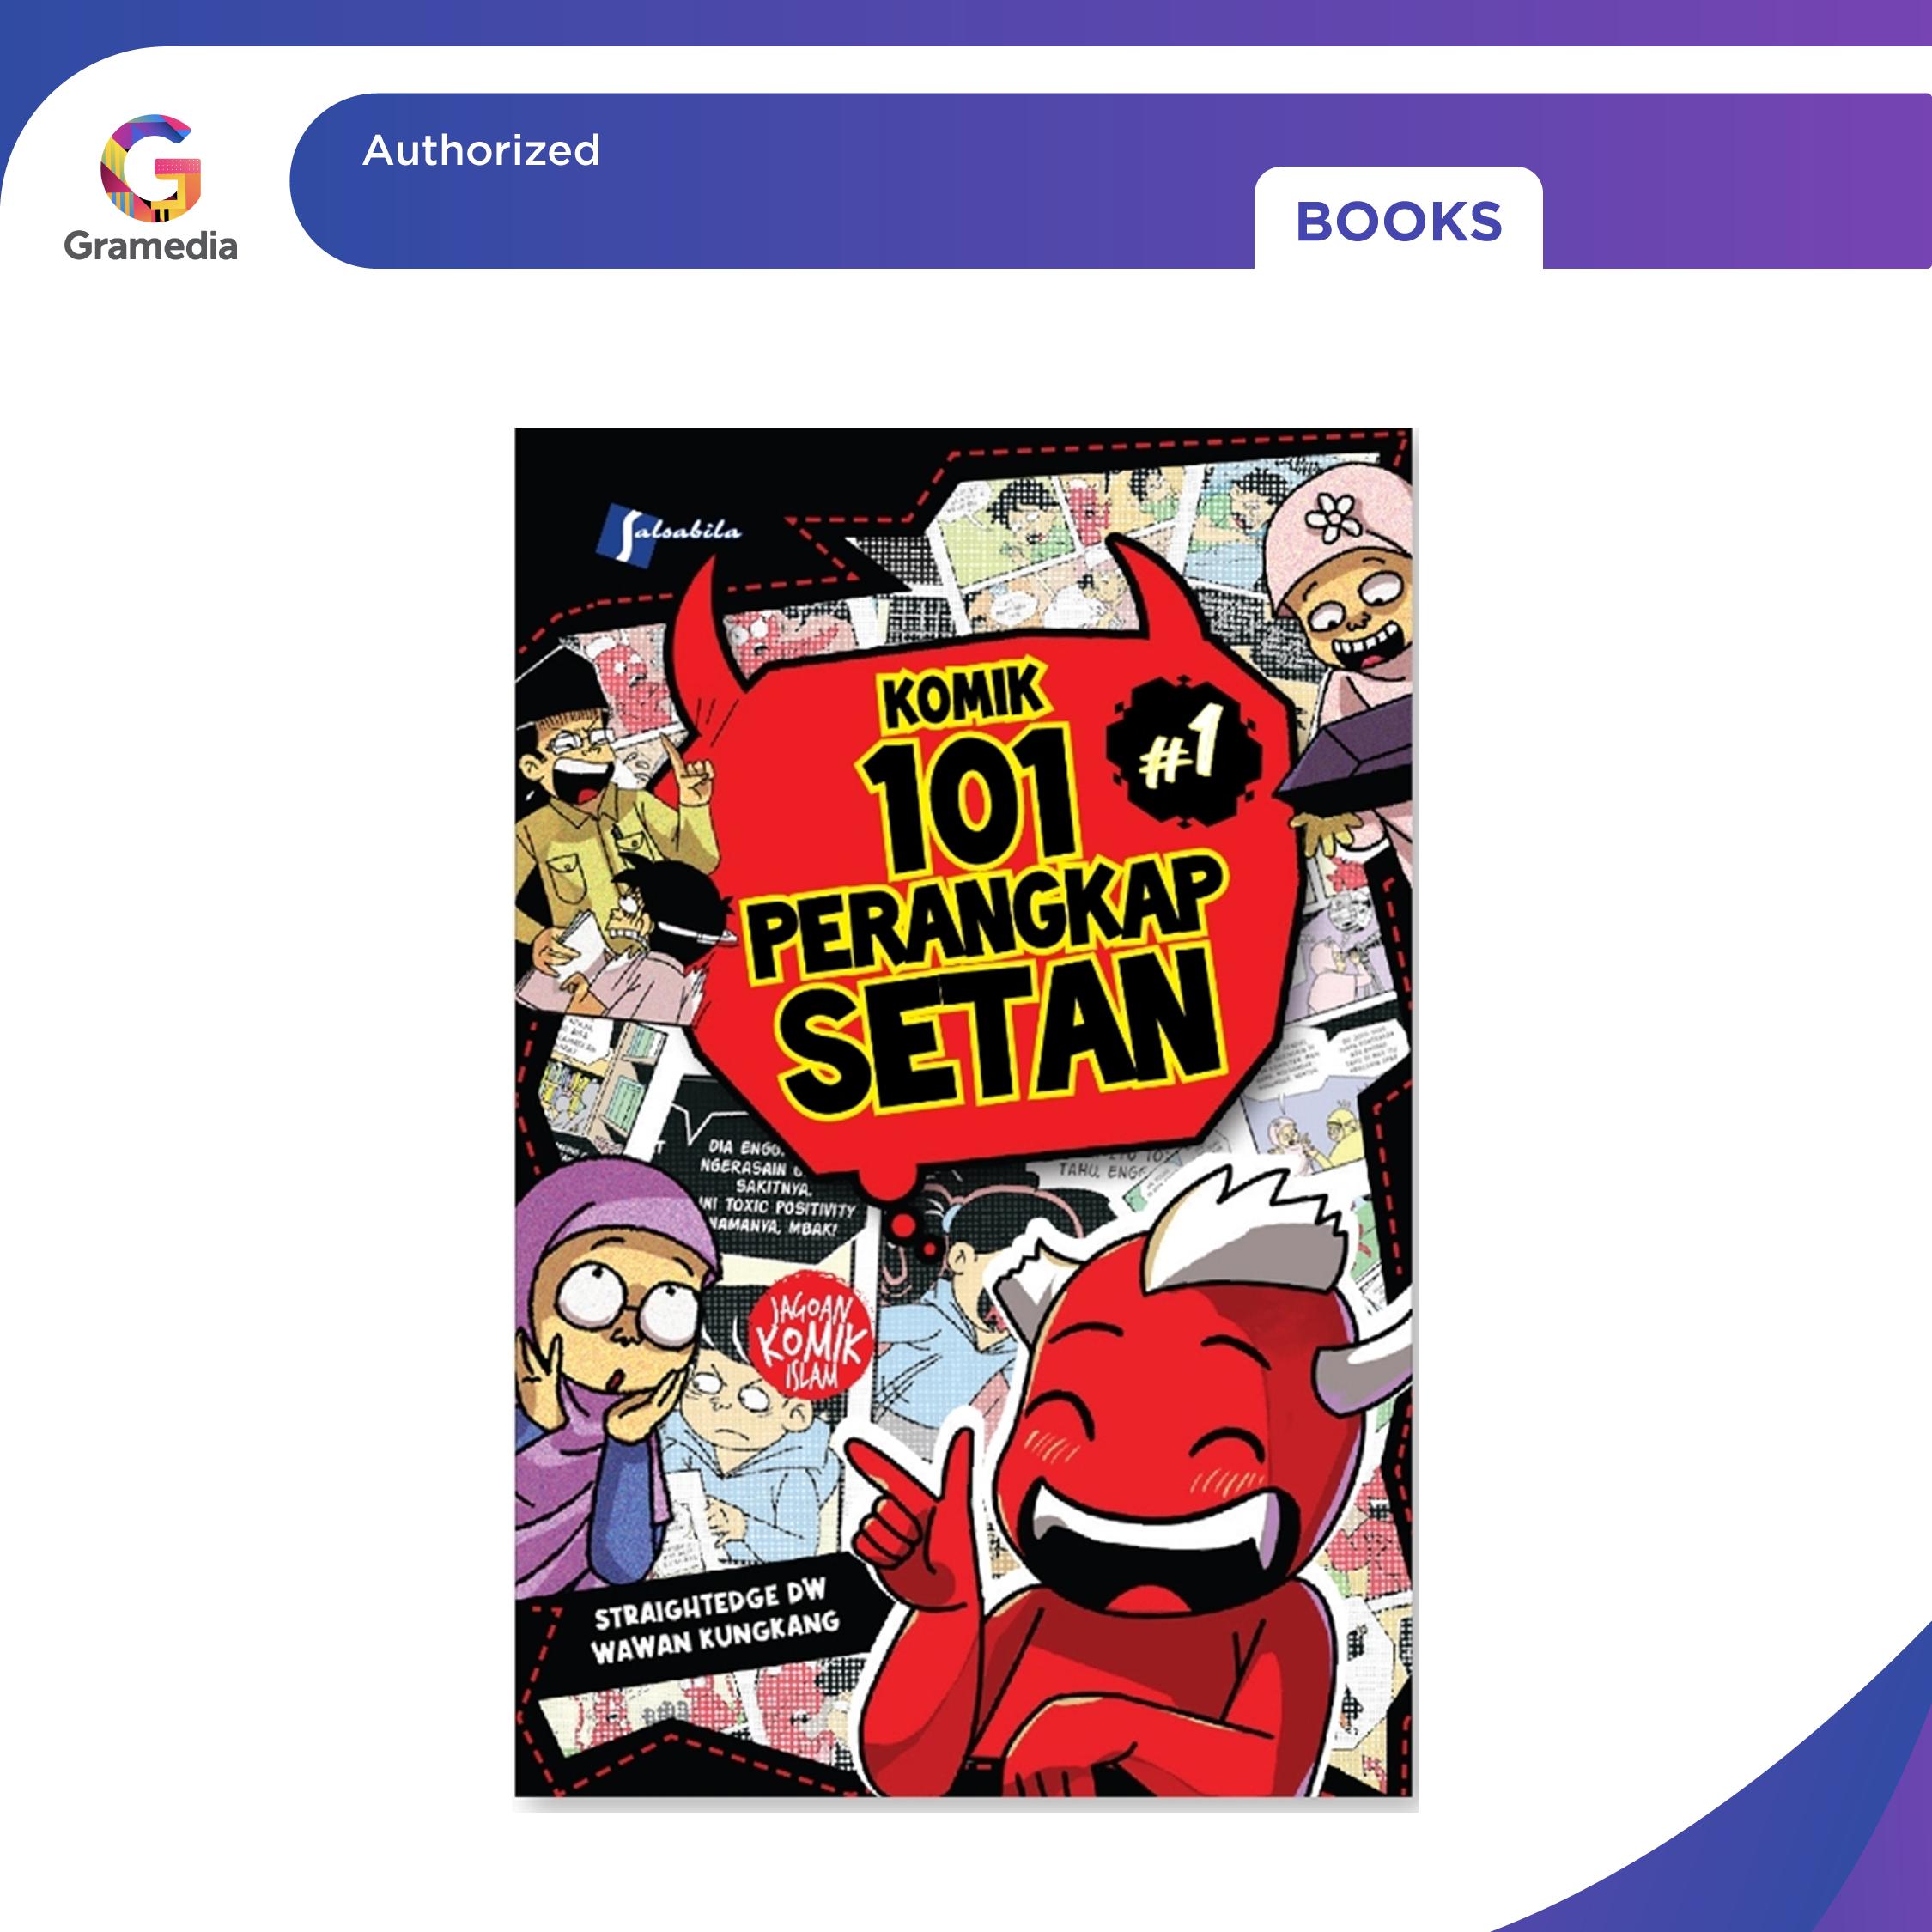 Gramedia
Authorized
BOOKS
Salsabila
KOMIK
#1
101
PERANGKAP
SETAN
DIA ENGG
NGERASAIN
SAKITNYA.
INI TOXIC POSITIVITY
NAMANYA, MBAK!
TAHU, ENGG
JAGOAN
KOMIK
ISLAM
STRAIGHTEDGE DW
WAWAN KUNGKANG